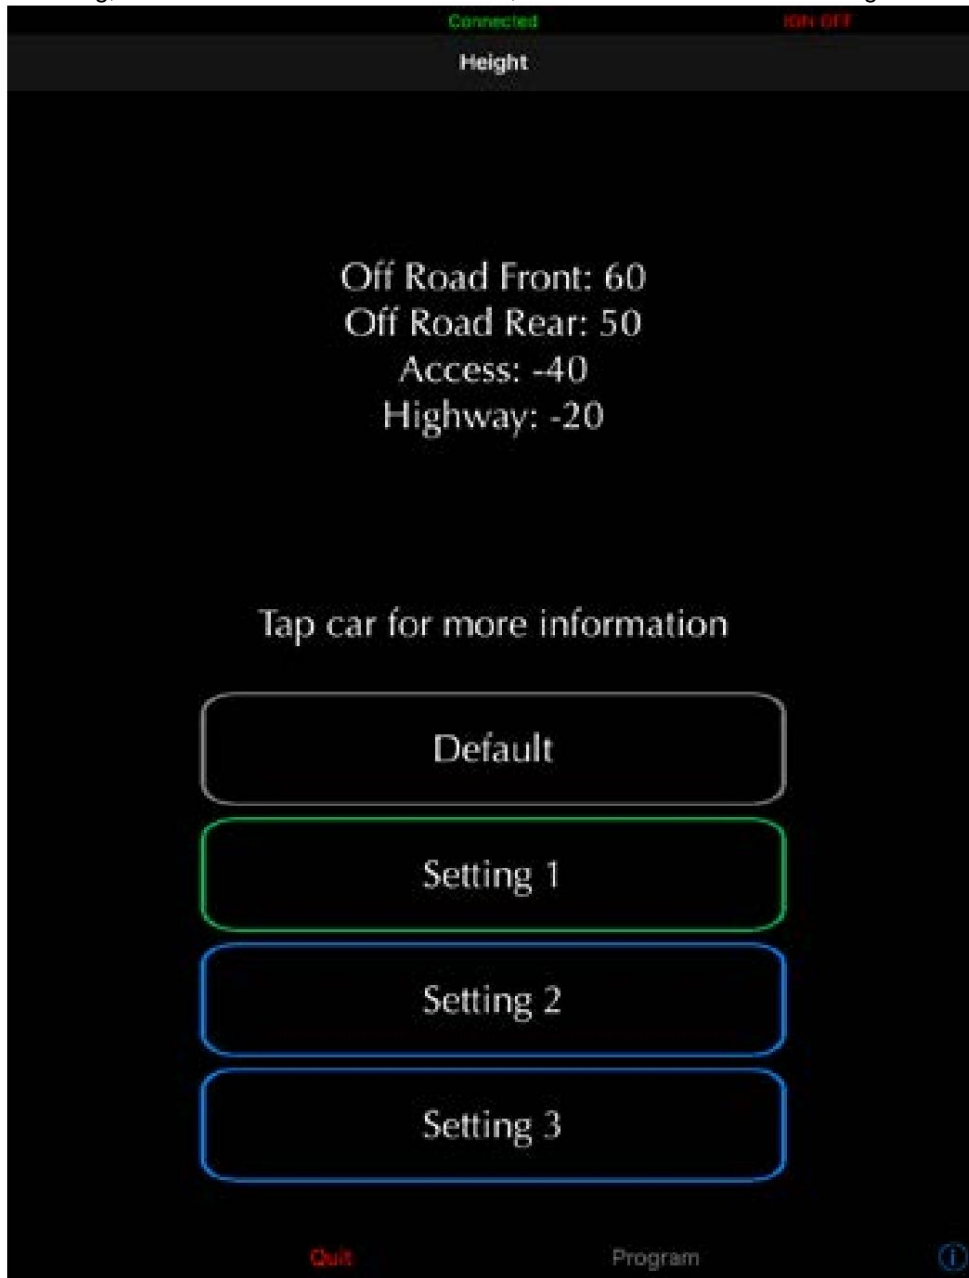 Connected IGN OFF
Height
Off Road Front: 60
Off Road Rear: 50
Access: -40
Highway: -20
Tap car for more information
Default
Setting 1
Setting 2
Setting 3
Quit Program